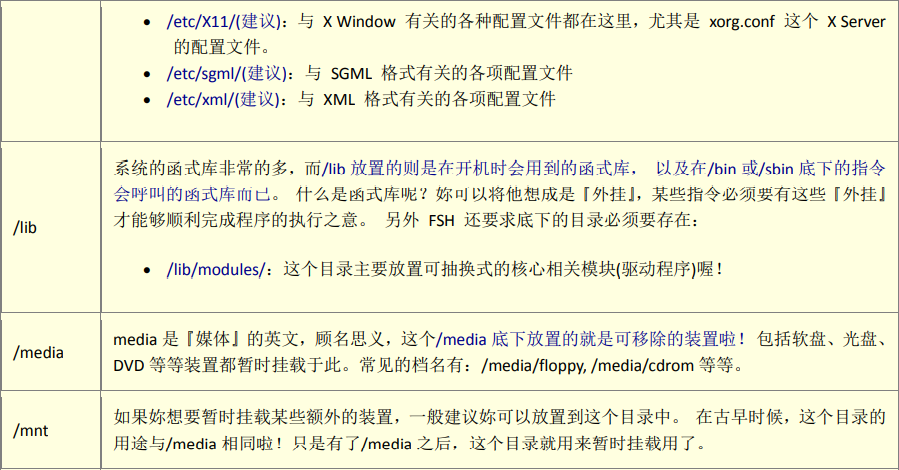 • /etc/X11/(建议)：与 X Window 有关的各种配置文件都在这里，尤其是 xorg.conf 这个 X Server
的配置文件。
• /etc/sgml/(建议)：与 SGML 格式有关的各项配置文件
• /etc/xml/(建议)：与 XML 格式有关的各项配置文件
/lib
系统的函式库非常的多，而/lib 放置的则是在开机时会用到的函式库， 以及在/bin 或/sbin 底下的指令
会呼叫的函式库而已。 什么是函式库呢？妳可以将他想成是『外挂』，某些指令必须要有这些『外挂』
才能够顺利完成程序的执行之意。 另外 FSH 还要求底下的目录必须要存在：
• /lib/modules/：这个目录主要放置可抽换式的核心相关模块(驱动程序)喔！
/media
media 是『媒体』的英文，顾名思义，这个/media 底下放置的就是可移除的装置啦！ 包括软盘、光盘、
DVD 等等装置都暂时挂载于此。常见的档名有：/media/floppy, /media/cdrom 等等。
/mnt
如果妳想要暂时挂载某些额外的装置，一般建议妳可以放置到这个目录中。 在古早时候，这个目录的
用途与/media 相同啦！只是有了/media 之后，这个目录就用来暂时挂载用了。